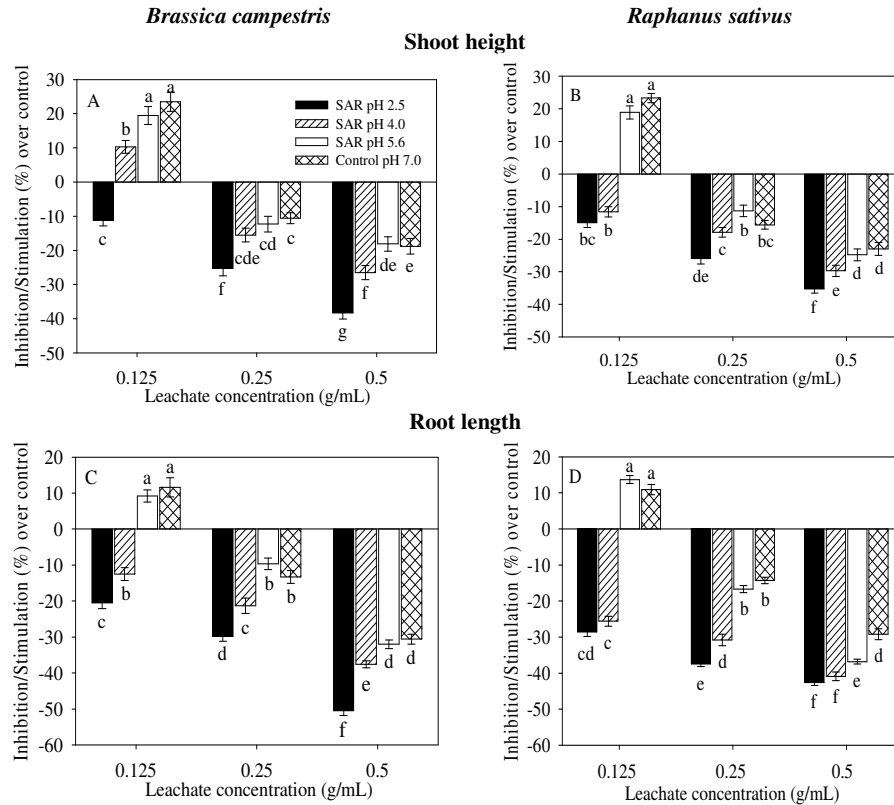 Brassica campestris
Raphanus sativus
Shoot height
Inhibition/Stimulation (%) over control
30
20
10
0
-10
-20
-30
-40
-50
A
SAR pH 2.5
SAR pH 4.0
SAR pH 5.6
Control pH 7.0
c
b
a
a
f
cde
cd
c
g
f
de
e
0.125
0.25
0.5
Leachate concentration (g/mL)
Inhibition/Stimulation (%) over control
30
20
10
0
-10
-20
-30
-40
-50
B
bc
b
a
a
de
c
b
bc
f
e
d
d
0.125
0.25
0.5
Leachate concentration (g/mL)
Root length
Inhibition/Stimulation (%) over control
20
10
0
-10
-20
-30
-40
-50
-60
C
c
b
a
a
d
c
b
b
f
e
d
d
0.125
0.25
0.5
Leachate concentration (g/mL)
Inhibition/Stimulation (%) over control
20
10
0
-10
-20
-30
-40
-50
-60
D
cd
c
a
a
e
d
b
b
f
f
e
d
0.125
0.25
0.5
Leachate concentration (g/mL)